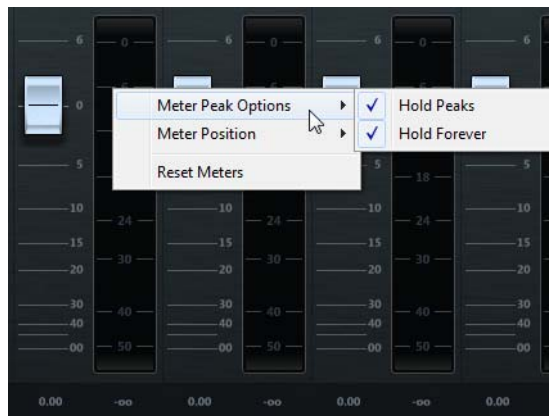 6 0 6 0 6 6
0 Meter Peak Options Hold Peaks
Meter Position Hold Forever
5 Reset Meters 5 18 5
10 24 10 24 10 24 10
15 15 15 15
20 30 20 30 20 30 20
30 40 30 40 30 40 30
40 40 40 40
00 50 00 50 00 50 00
0.00 -oo 0.00 -oo 0.00 -oo 0.00